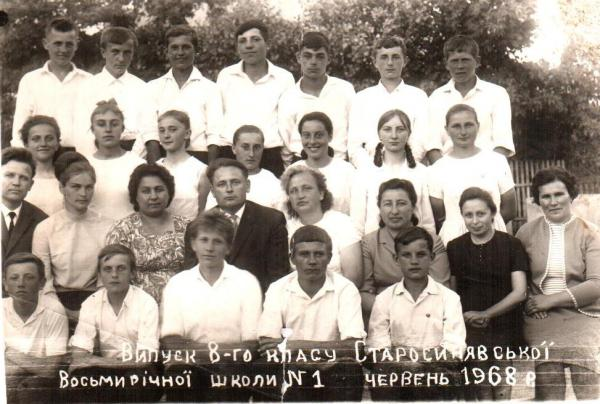 Випуск 8-го класу Старосинявської
Восьмирічної школи №1 червень 1968 р